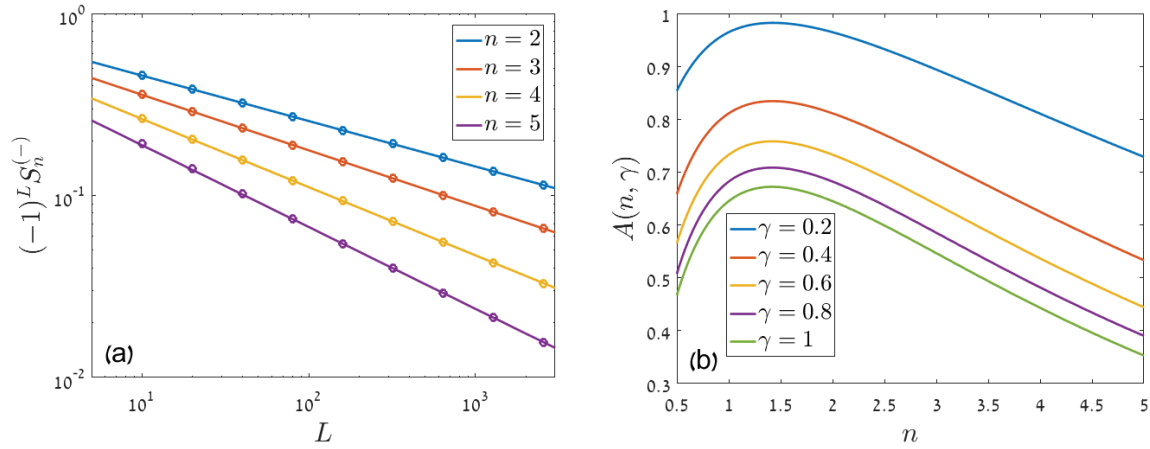 10^0
10^{-1}
10^{-2}
10^1
10^2
10^3
(-1)^L S_n^{(-)}
L
n = 2
n = 3
n = 4
n = 5
(a)
1
0.9
0.8
0.7
0.6
0.5
0.4
0.3
0.5
1
1.5
2
2.5
3
3.5
4
4.5
5
A(n, γ)
n
γ = 0.2
γ = 0.4
γ = 0.6
γ = 0.8
γ = 1
(b)